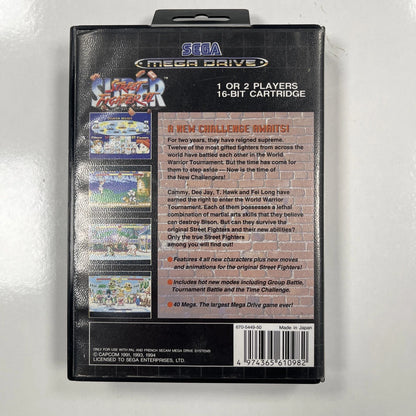 SEGA
MEGA DRIVE
SUPER
STREET
FIGHTER II
1 OR 2 PLAYERS
16-BIT CARTRIDGE
A NEW CHALLENGE AWAITS!
For two years, they have reigned supreme.
Twelve of the most gifted fighters from across the
world have battled each other in the World
Warrior Tournament. But the time has come for
them to step aside — Now is the time of
the New Challengers!
Cammy, Dee Jay, T. Hawk and Fei Long have
earned the right to enter the World Warrior
Tournament. Each of them possesses a lethal
combination of martial arts skills that they believe
can destroy Bison. But can they survive the
original Street Fighters and their new abilities?
Only the true Street Fighters
among you will find out!
Features 4 all new characters plus new moves
and animations for the original Street Fighters!
Includes hot new modes including Group Battle,
Tournament Battle and the Time Challenge.
40 Megs. The largest Mega Drive game ever!
670-5449-50 Made in Japan
4 974365 610982
ONLY FOR USE WITH PAL AND FRENCH SECAM MEGA DRIVE SYSTEMS
© CAPCOM 1991, 1993, 1994
LICENSED TO SEGA ENTERPRISES, LTD.